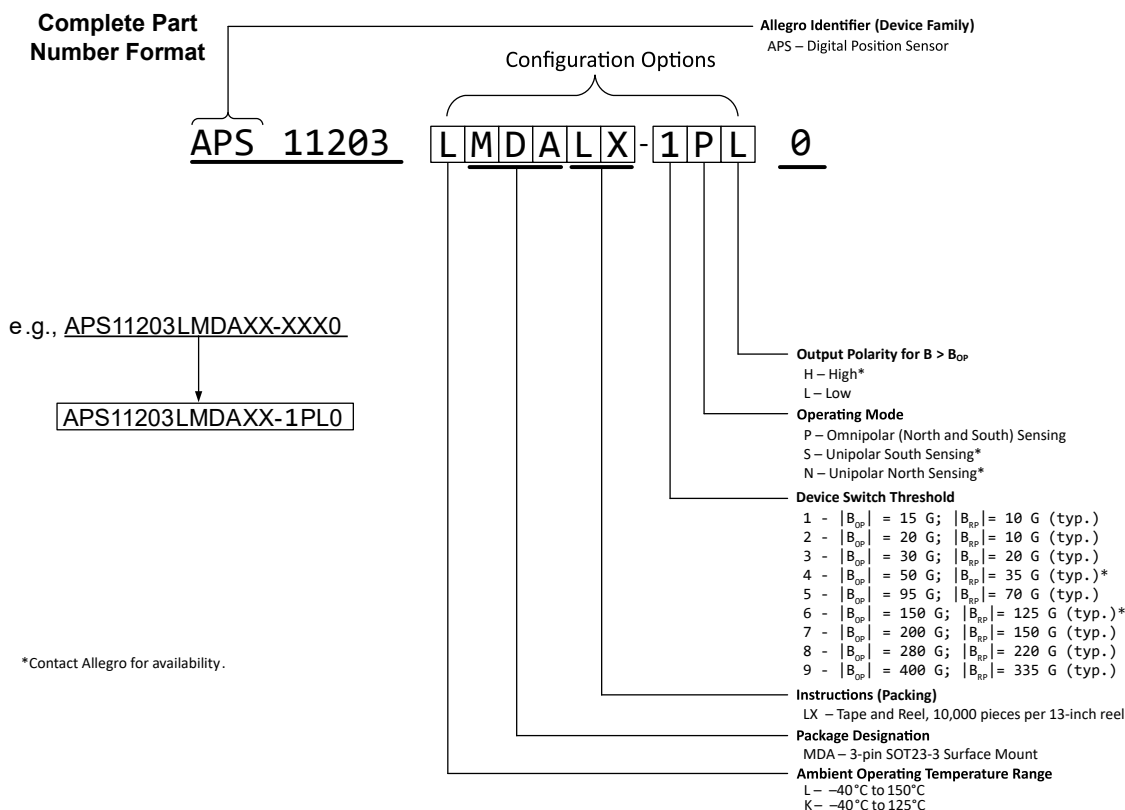 Complete Part
Number Format
Allegro Identifier (Device Family)
APS – Digital Position Sensor
Configuration Options
APS 11203 LMDALX-1PL 0
e.g., APS11203LMDAXX-XXX0
APS11203LMDAXX-1PL0
Output Polarity for B > BOP
H – High*
L – Low
Operating Mode
P – Omnipolar (North and South) Sensing
S – Unipolar South Sensing*
N – Unipolar North Sensing*
Device Switch Threshold
1 - |BOP| = 15 G; |BRP|= 10 G (typ.)
2 - |BOP| = 20 G; |BRP|= 10 G (typ.)
3 - |BOP| = 30 G; |BRP|= 20 G (typ.)
4 - |BOP| = 50 G; |BRP|= 35 G (typ.)*
5 - |BOP| = 95 G; |BRP|= 70 G (typ.)
6 - |BOP| = 150 G; |BRP|= 125 G (typ.)*
7 - |BOP| = 200 G; |BRP|= 150 G (typ.)
8 - |BOP| = 280 G; |BRP|= 220 G (typ.)
9 - |BOP| = 400 G; |BRP|= 335 G (typ.)
*Contact Allegro for availability.
Instructions (Packing)
LX – Tape and Reel, 10,000 pieces per 13-inch reel
Package Designation
MDA – 3-pin SOT23-3 Surface Mount
Ambient Operating Temperature Range
L – –40°C to 150°C
K – –40°C to 125°C